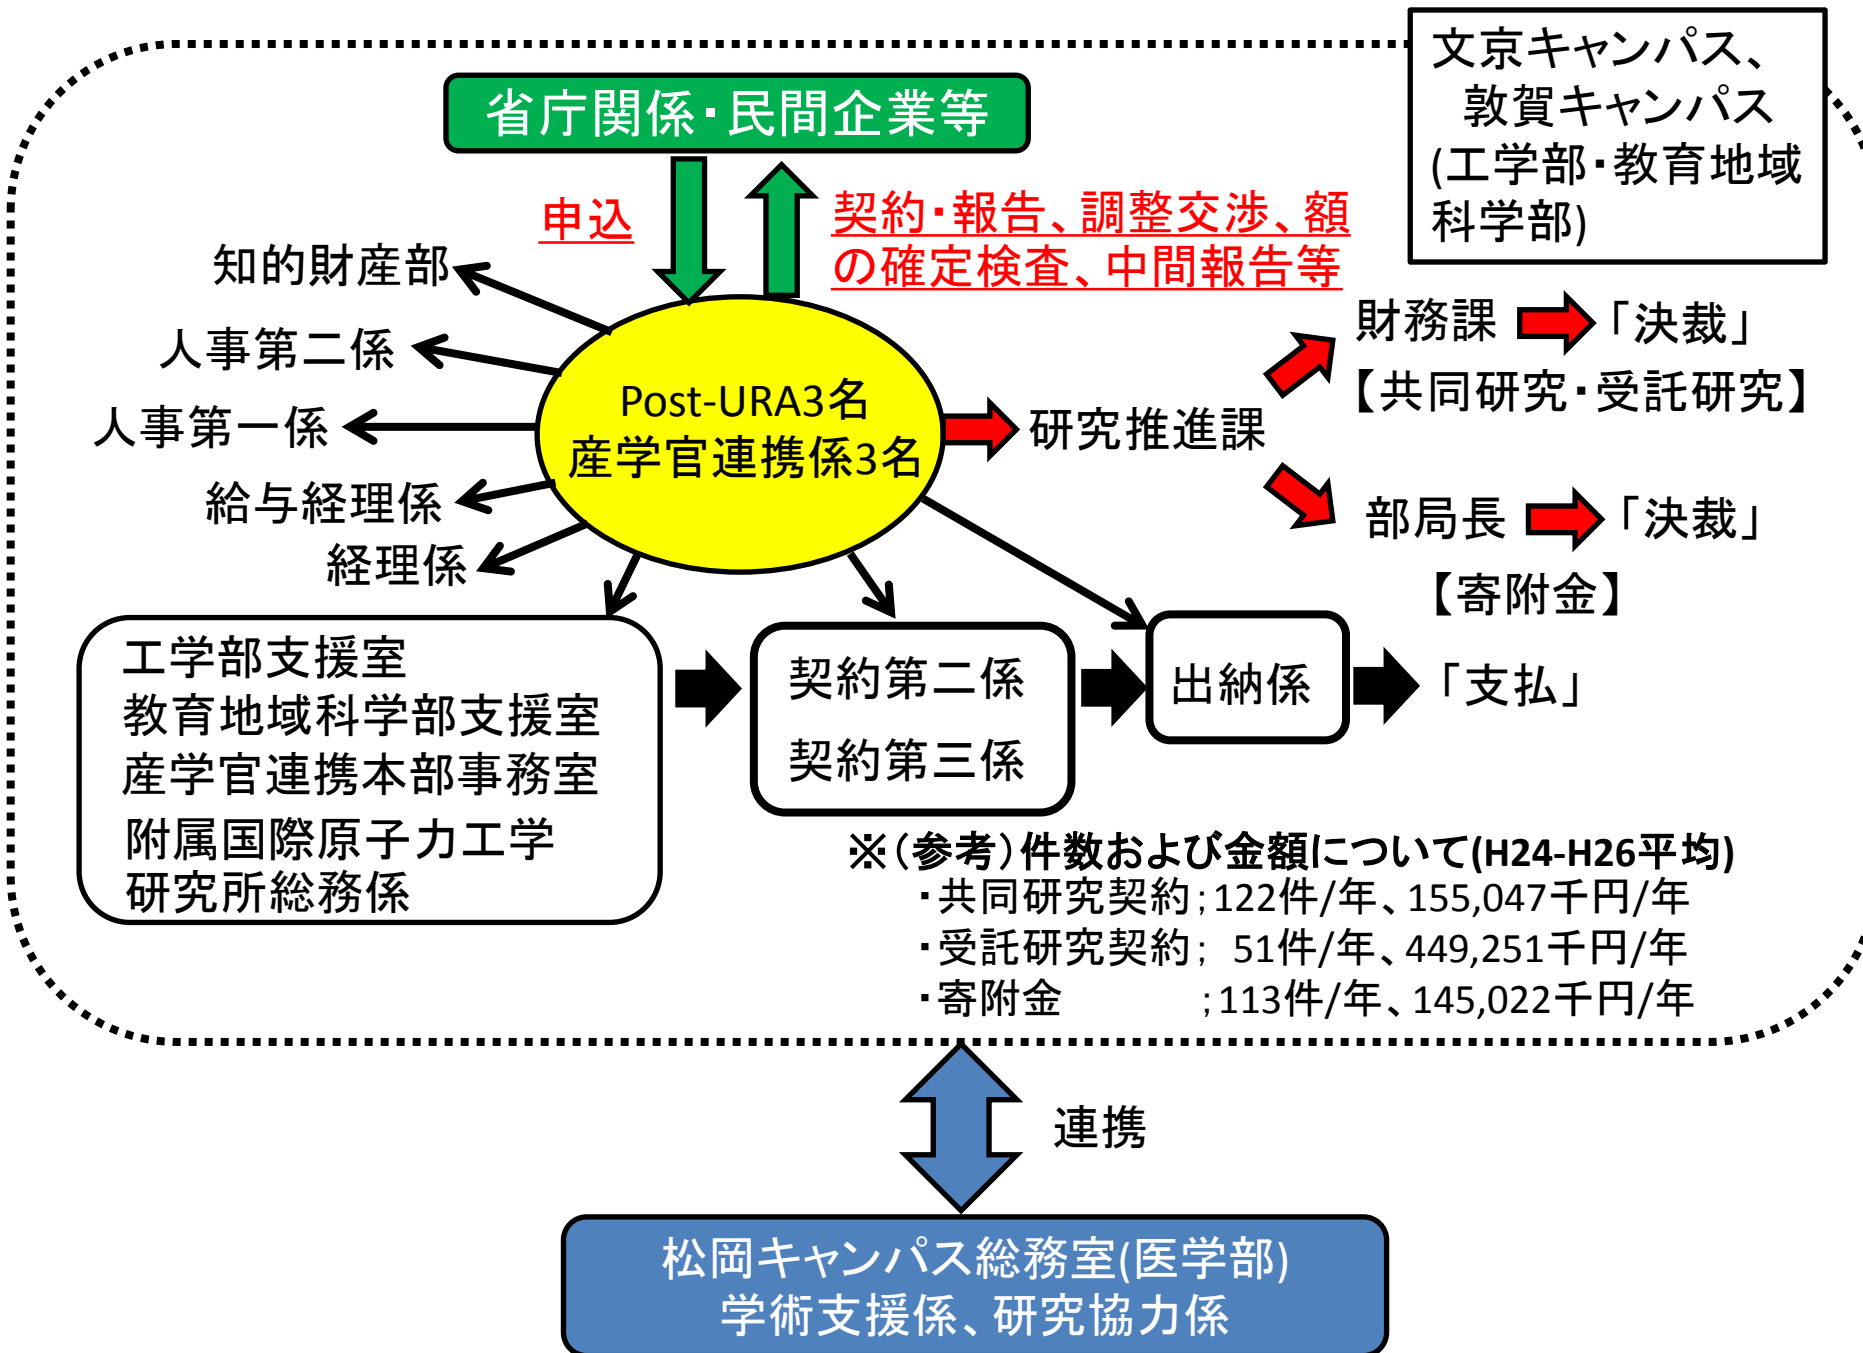 文京キャンパス、
敦賀キャンパス
(工学部・教育地域
科学部)
省庁関係・民間企業等
申込
契約・報告、調整交渉、額
の確定検査、中間報告等
知的財産部
人事第二係
人事第一係
給与経理係
経理係
Post-URA3名
産学官連携係3名
研究推進課
財務課
「決裁」
【共同研究・受託研究】
部局長
「決裁」
【寄附金】
工学部支援室
教育地域科学部支援室
産学官連携本部事務室
附属国際原子力工学
研究所総務係
契約第二係
契約第三係
出納係
「支払」
※(参考)件数および金額について(H24-H26平均)
・共同研究契約;122件/年、155,047千円/年
・受託研究契約; 51件/年、449,251千円/年
・寄附金 ;113件/年、145,022千円/年
連携
松岡キャンパス総務室(医学部)
学術支援係、研究協力係